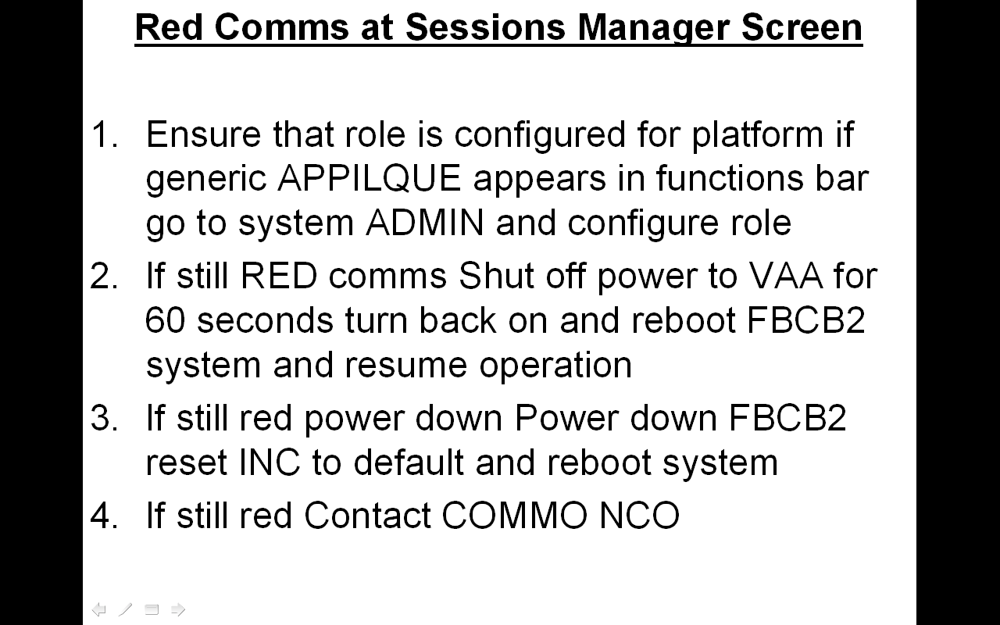 Red Comms at Sessions Manager Screen
1. Ensure that role is configured for platform if
generic APPILQUE appears in functions bar
go to system ADMIN and configure role
2. If still RED comms Shut off power to VAA for
60 seconds turn back on and reboot FBCB2
system and resume operation
3. If still red power down Power down FBCB2
reset INC to default and reboot system
4. If still red Contact COMMO NCO